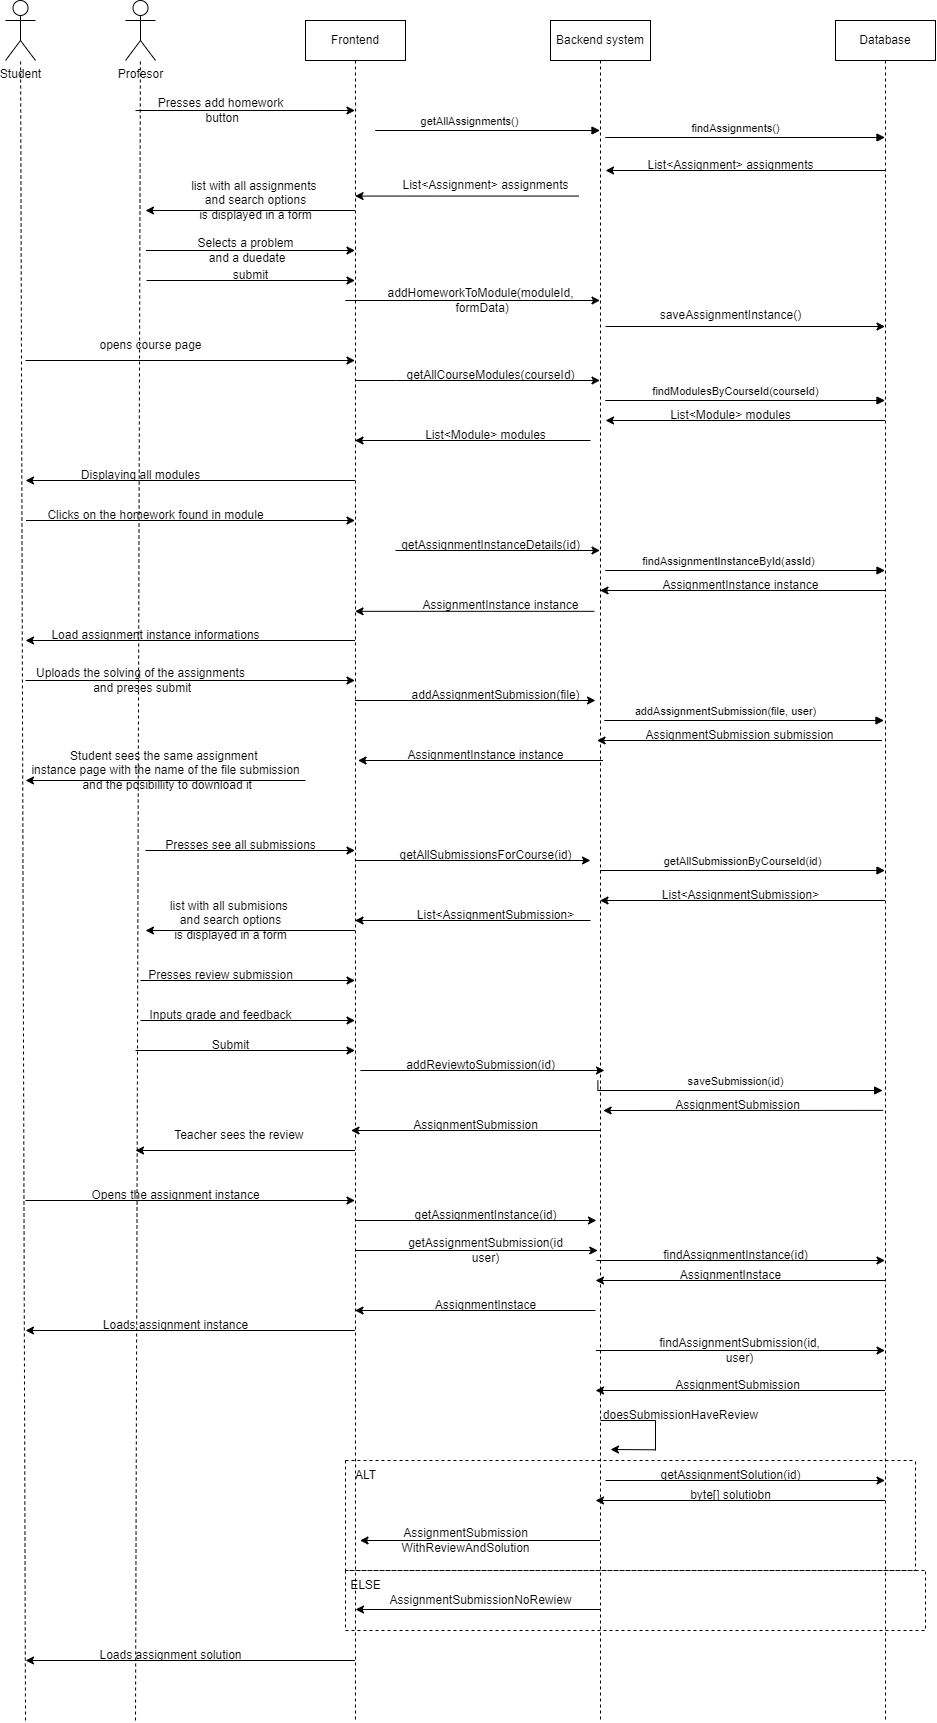 Student
Profesor
Frontend
Backend system
Database
Presses add homework
button
getAllAssignments()
findAssignments()
List<Assignment> assignments
List<Assignment> assignments
list with all assignments
and search options
is displayed in a form
Selects a problem
and a duedate
submit
addHomeworkToModule(moduleId,
formData)
saveAssignmentInstance()
opens course page
getAllCourseModules(courseId)
findModulesByCourseId(courseId)
List<Module> modules
List<Module> modules
Displaying all modules
Clicks on the homework found in module
getAssignmentInstanceDetails(id)
findAssignmentInstanceById(assId)
AssignmentInstance instance
AssignmentInstance instance
Load assignment instance informations
Uploads the solving of the assignments
and preses submit
addAssignmentSubmission(file)
addAssignmentSubmission(file, user)
AssignmentSubmission submission
AssignmentInstance instance
Student sees the same assignment
instance page with the name of the file submission
and the posibillity to download it
Presses see all submissions
getAllSubmissionsForCourse(id)
getAllSubmissionByCourseId(id)
List<AssignmentSubmission>
List<AssignmentSubmission>
list with all submisions
and search options
is displayed in a form
Presses review submission
Inputs grade and feedback
Submit
addReviewtoSubmission(id)
saveSubmission(id)
AssignmentSubmission
AssignmentSubmission
Teacher sees the review
Opens the assignment instance
getAssignmentInstance(id)
getAssignmentSubmission(id
user)
findAssignmentInstance(id)
AssignmentInstace
AssignmentInstace
Loads assignment instance
findAssignmentSubmission(id,
user)
AssignmentSubmission
doesSubmissionHaveReview
ALT
getAssignmentSolution(id)
byte[] solutiobn
AssignmentSubmission
WithReviewAndSolution
ELSE
AssignmentSubmissionNoRewiew
Loads assignment solution